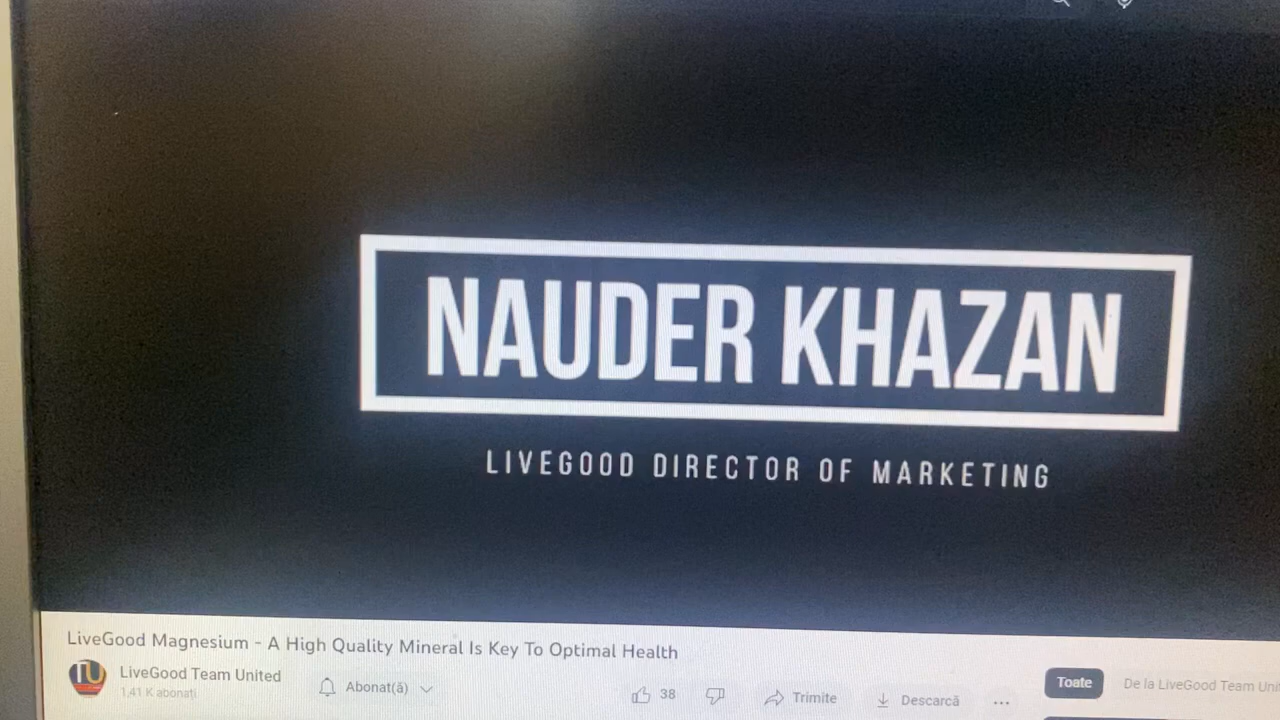 NAUDER KHAZAN
LIVEGOOD DIRECTOR OF MARKETING
LiveGood Magnesium - A High Quality Mineral Is Key To Optimal Health
LiveGood Team United
1,41 K abonați
Abonat(ă)
38
Trimite
Descarcă
...
Toate
De la LiveGood Team